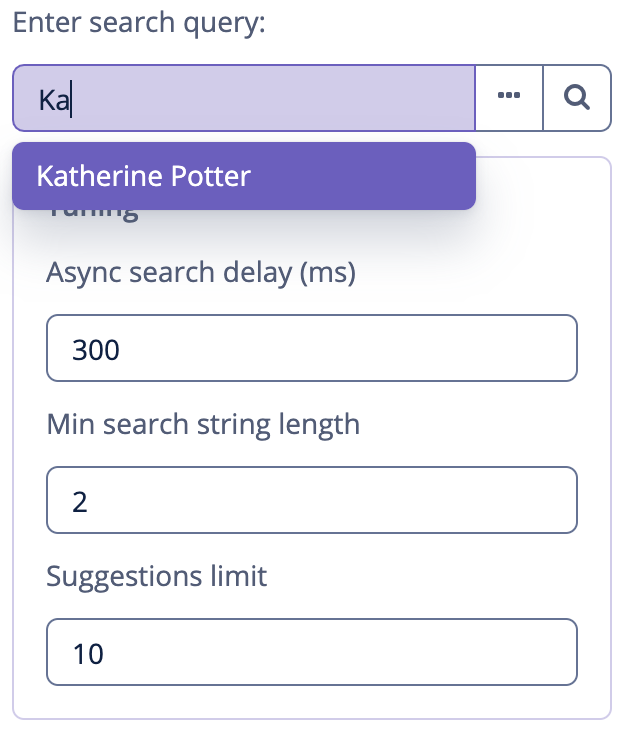 Enter search query:
Ka
Katherine Potter
Tuning
Async search delay (ms)
300
Min search string length
2
Suggestions limit
10